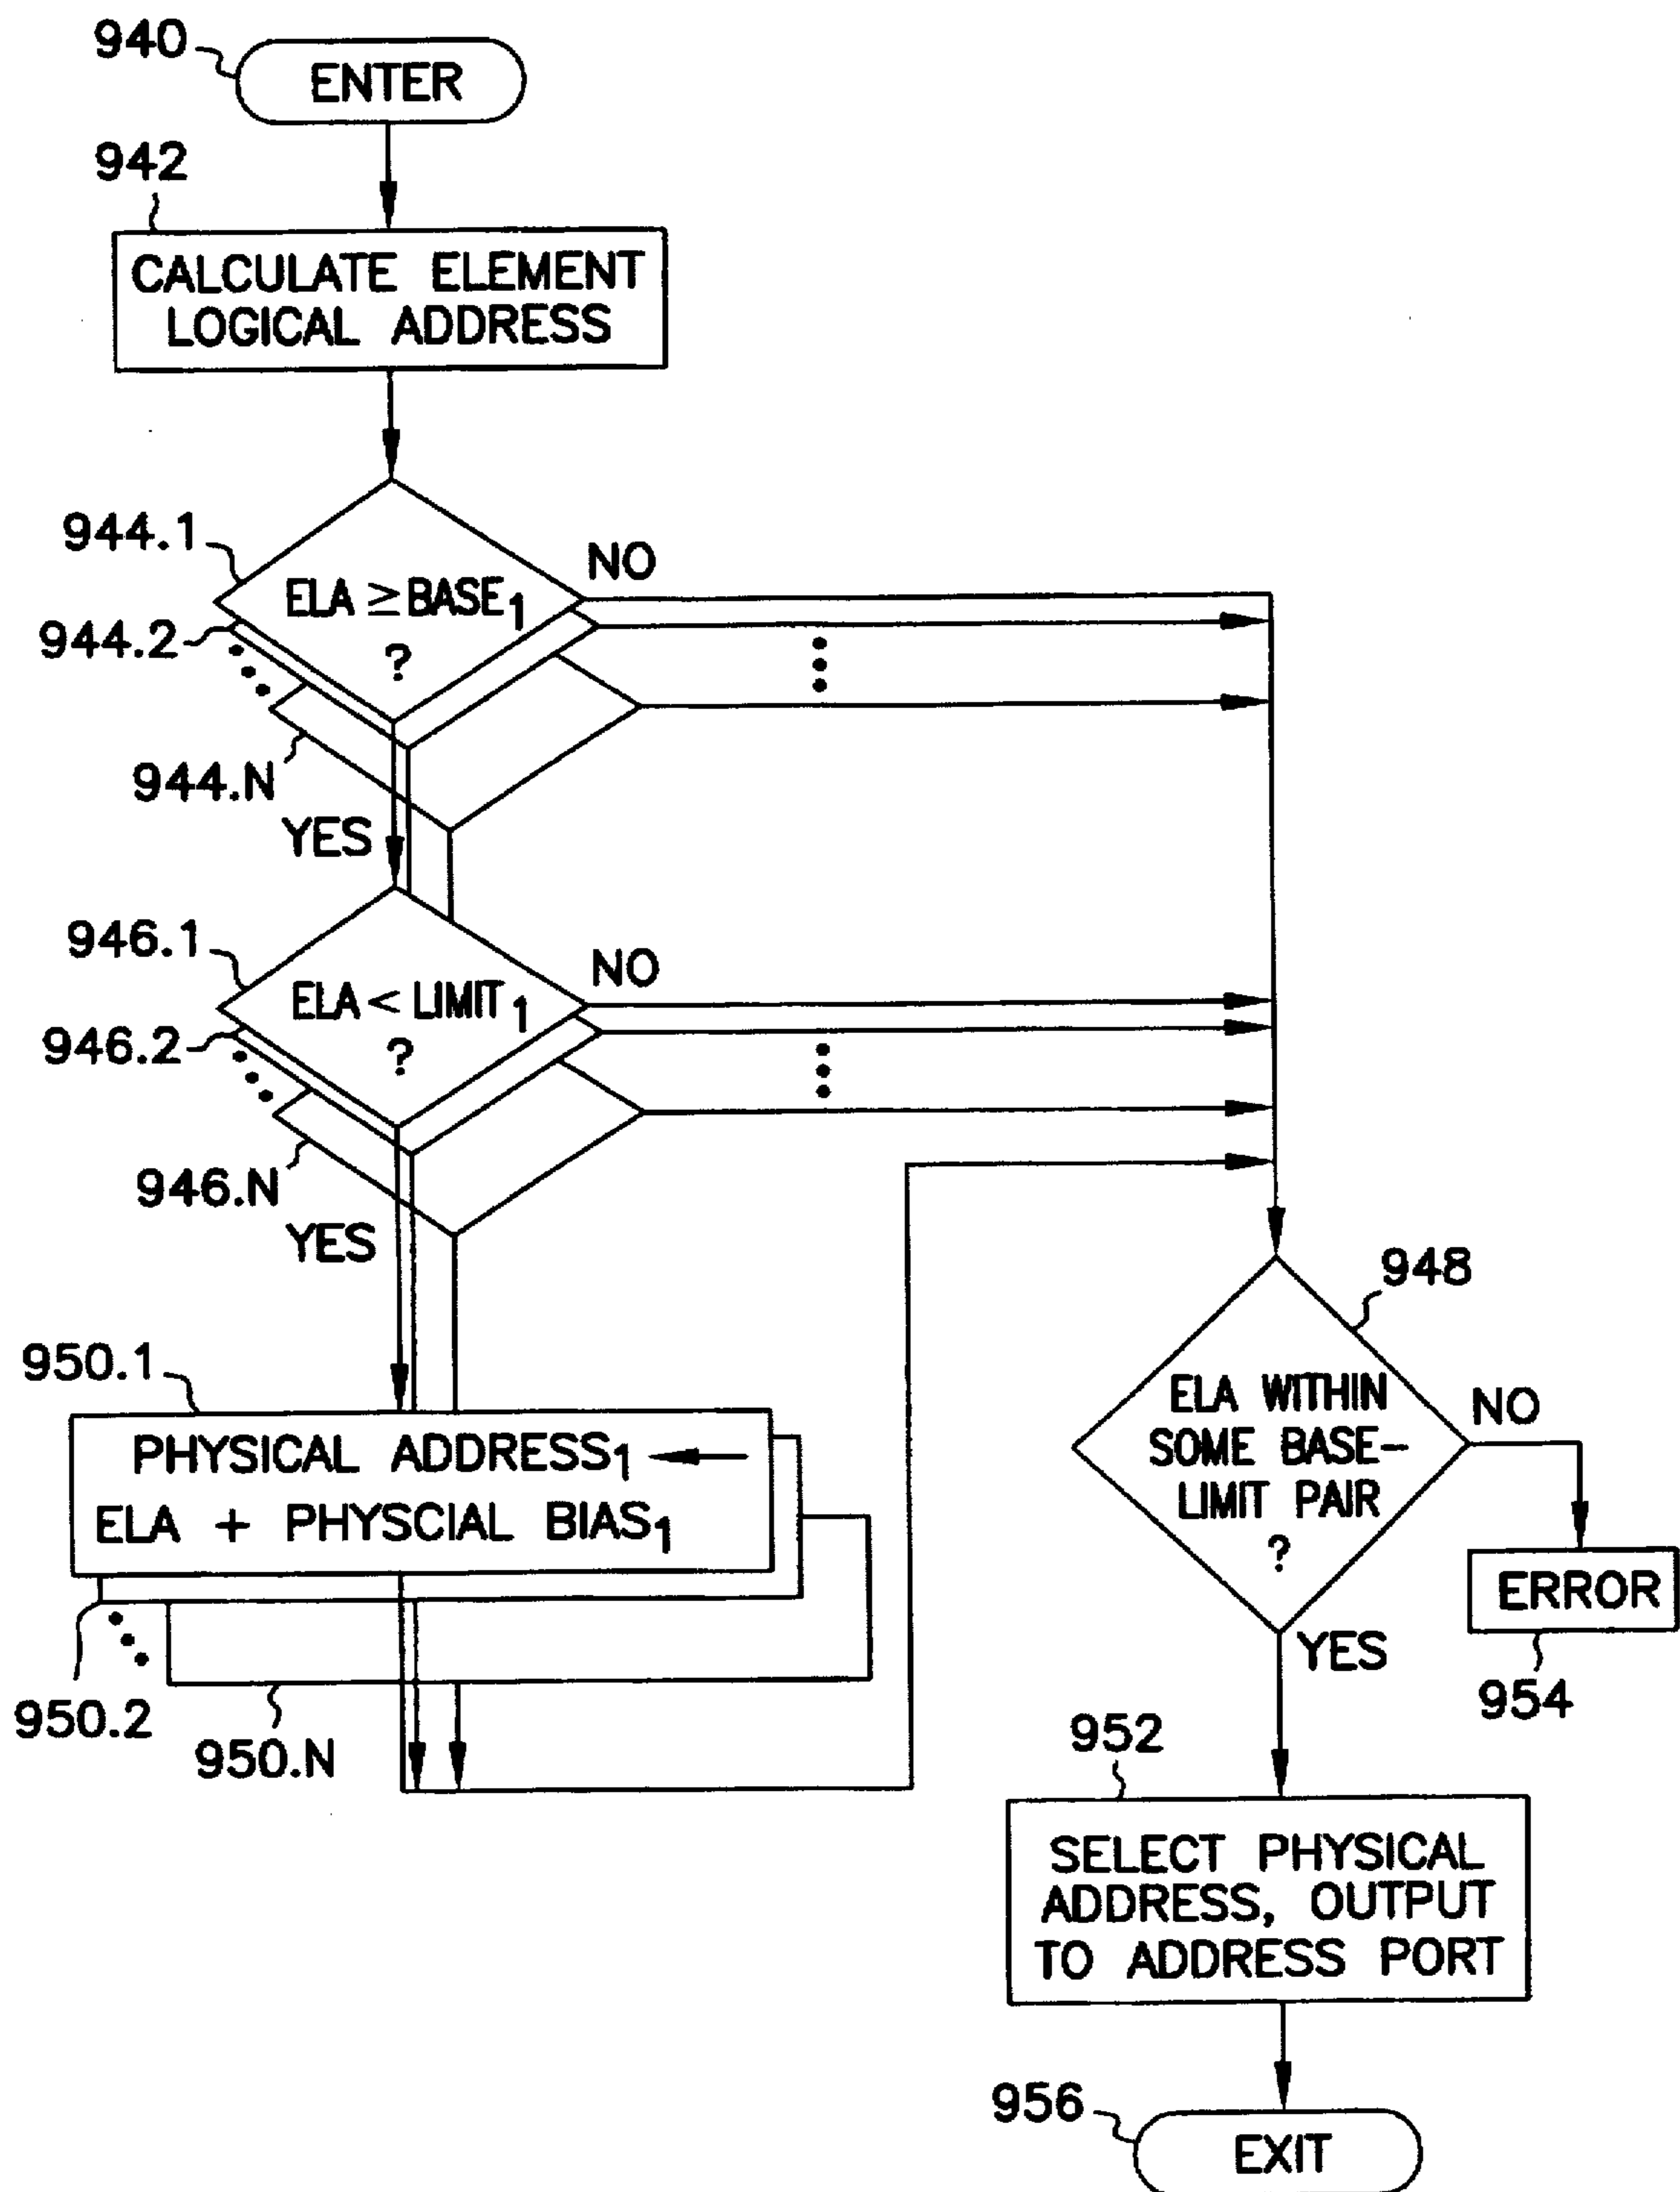 940
ENTER
942
CALCULATE ELEMENT
LOGICAL ADDRESS
944.1
NO
ELA ≥ BASE1
?
944.2
944.N
YES
946.1
NO
ELA < LIMIT1
?
946.2
946.N
YES
948
ELA WITHIN
SOME BASE-
LIMIT PAIR
?
NO
ERROR
954
YES
950.1
PHYSICAL ADDRESS1 ←
ELA + PHYSCIAL BIAS1
950.2
950.N
952
SELECT PHYSICAL
ADDRESS, OUTPUT
TO ADDRESS PORT
956
EXIT